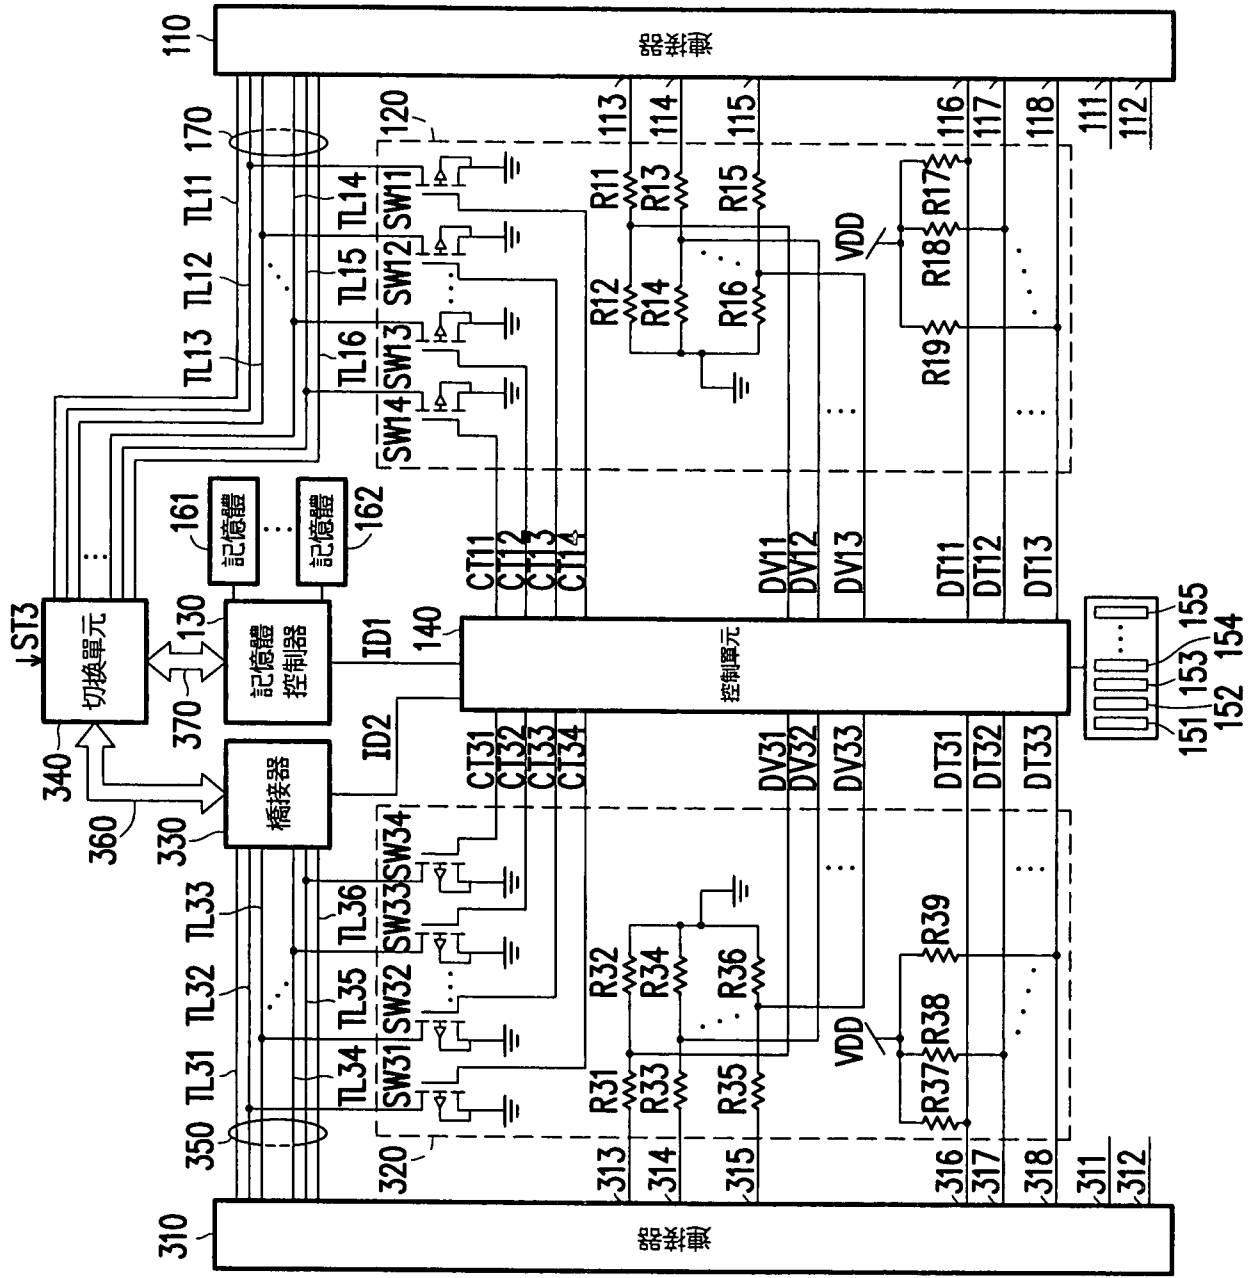 110
連接器
170
TL11
TL12
TL13
TL14
TL15
TL16
120
SW11
SW12
SW13
SW14
113
114
115
116
117
118
111
112
R11
R12
R13
R14
R15
R16
VDD
R17
R18
R19
ST3
切換單元
340
360
370
130
記憶體
控制器
161
記憶體
162
記憶體
ID1
ID2
140
控制單元
CT11
CT12
CT13
CT14
DV11
DV12
DV13
DT11
DT12
DT13
CT31
CT32
CT33
CT34
DV31
DV32
DV33
DT31
DT32
DT33
151
152
153
154
155
330
橋接器
TL31
TL32
TL33
TL34
TL35
TL36
350
320
SW31
SW32
SW33
SW34
R31
R32
R33
R34
R35
R36
VDD
R37
R38
R39
313
314
315
316
317
318
311
312
310
連接器